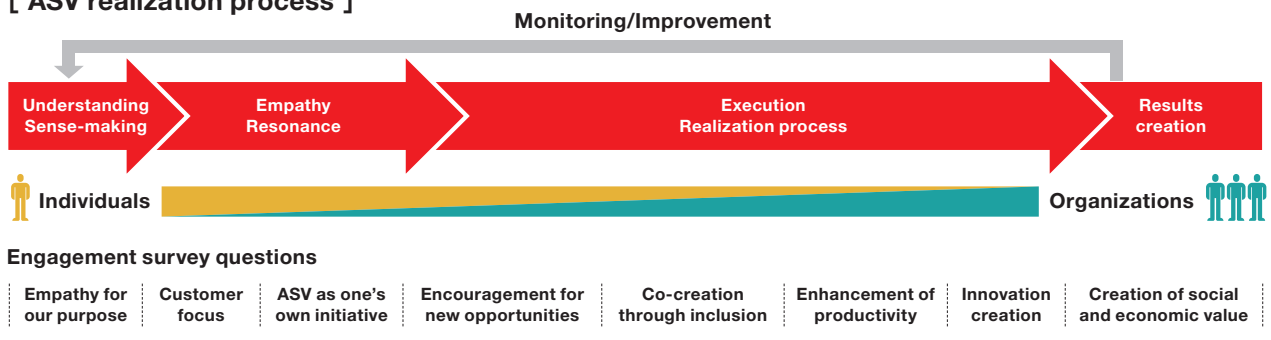 [ ASV realization process ]
Monitoring/Improvement
Understanding
Sense-making
Empathy
Resonance
Execution
Realization process
Results
creation
Individuals
Organizations
Engagement survey questions
Empathy for
our purpose
Customer
focus
ASV as one's
own initiative
Encouragement for
new opportunities
Co-creation
through inclusion
Enhancement of
productivity
Innovation
creation
Creation of social
and economic value